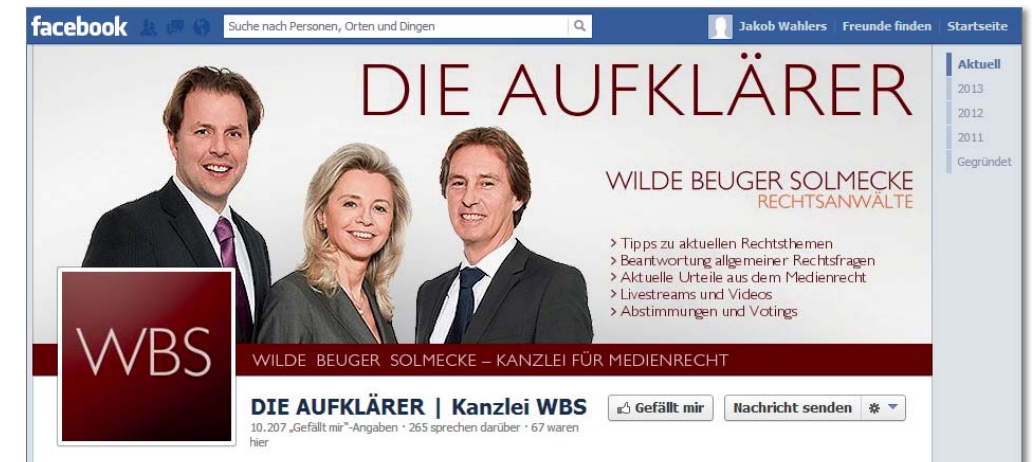 facebook
Suche nach Personen, Orten und Dingen
Jakob Wahlers
Freunde finden
Startseite
Aktuell
2013
2012
2011
Gegründet
DIE AUFKLÄRER
WILDE BEUGER SOLMECKE
RECHTSANWÄLTE
> Tipps zu aktuellen Rechtsthemen
> Beantwortung allgemeiner Rechtsfragen
> Aktuelle Urteile aus dem Medienrecht
> Livestreams und Videos
> Abstimmungen und Votings
WBS
WILDE BEUGER SOLMECKE – KANZLEI FÜR MEDIENRECHT
DIE AUFKLÄRER | Kanzlei WBS
10.207 „Gefällt mir“-Angaben · 265 sprechen darüber · 67 waren
hier
Gefällt mir
Nachricht senden